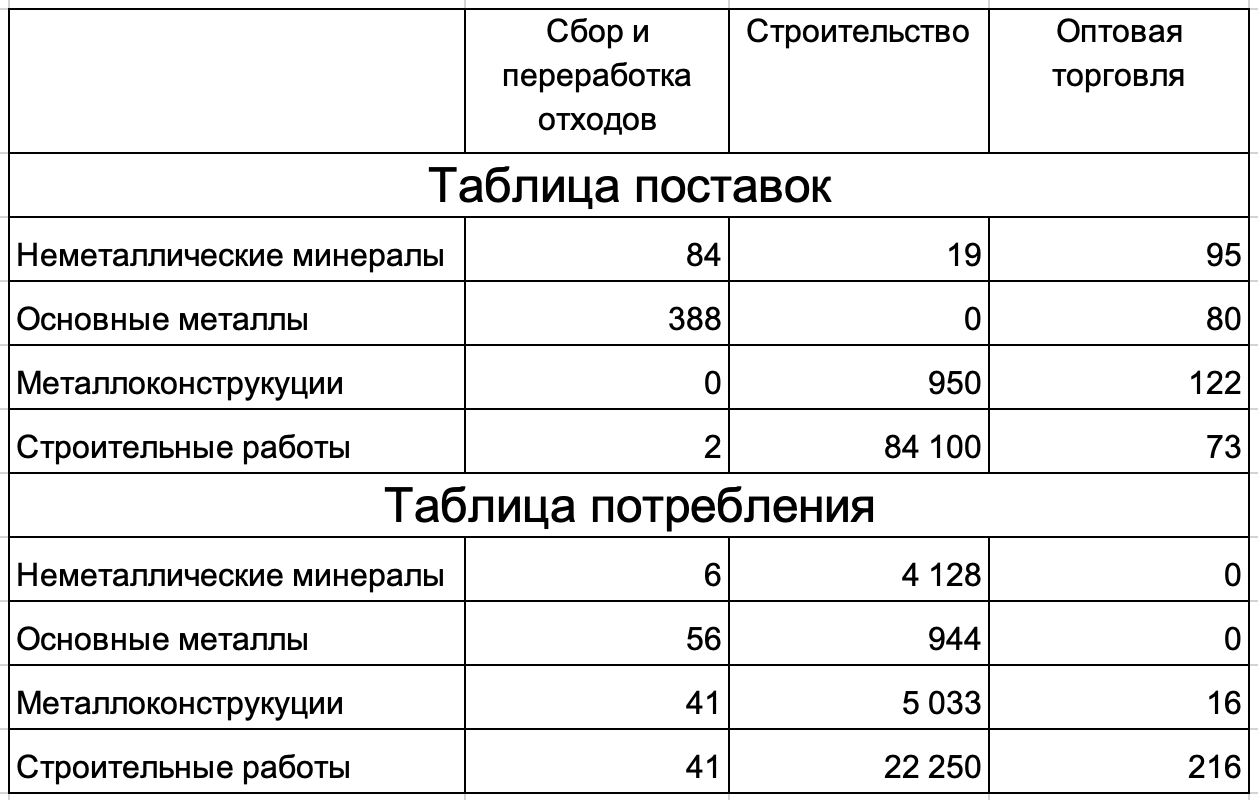 Сбор и переработка отходов Строительство Оптовая торговля
Таблица поставок
Неметаллические минералы 84 19 95
Основные металлы 388 0 80
Металлоконструкуции 0 950 122
Строительные работы 2 84 100 73
Таблица потребления
Неметаллические минералы 6 4 128 0
Основные металлы 56 944 0
Металлоконструкуции 41 5 033 16
Строительные работы 41 22 250 216